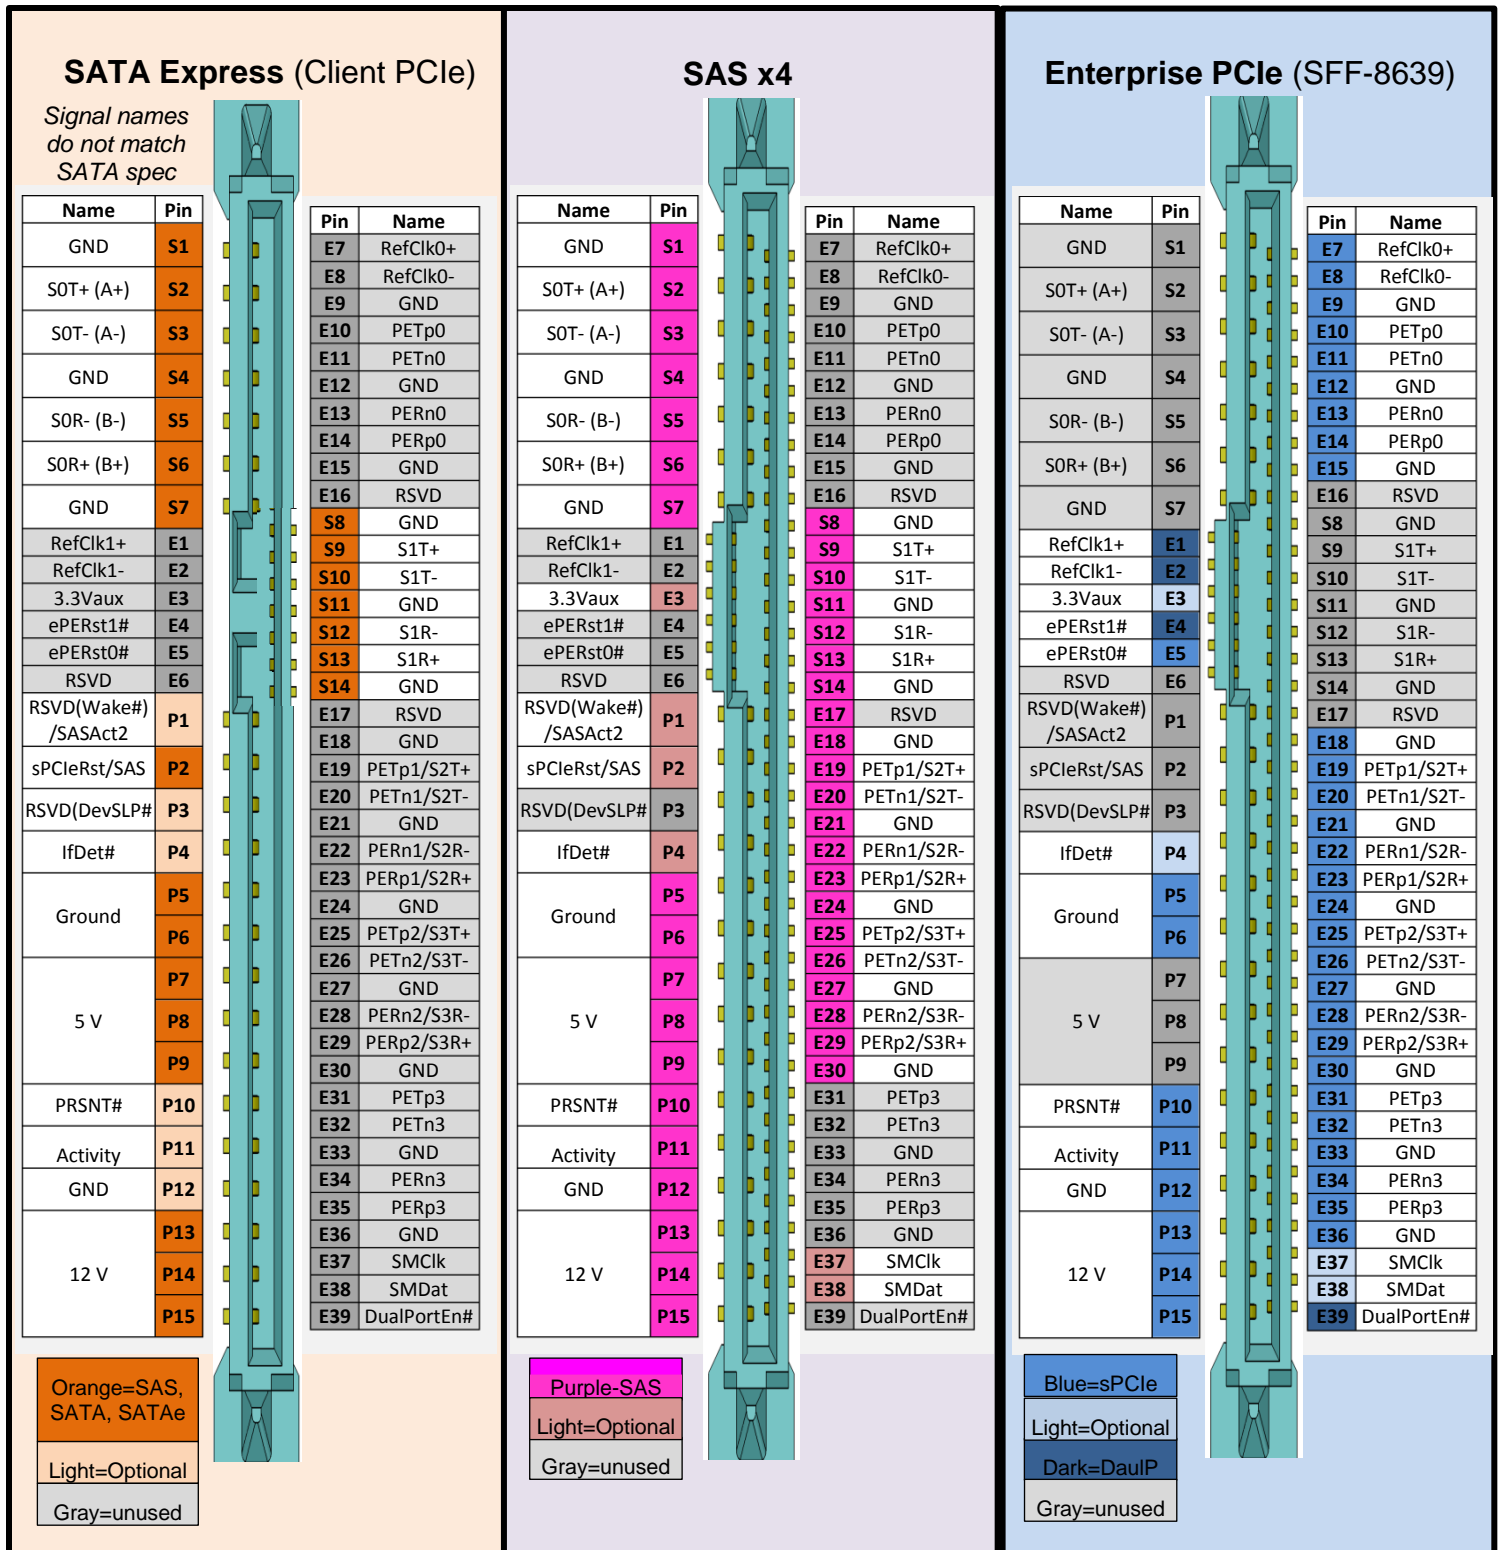 SATA Express (Client PCIe)
Signal names
do not match
SATA spec
Name Pin
GND S1
S0T+ (A+) S2
S0T- (A-) S3
GND S4
S0R- (B-) S5
S0R+ (B+) S6
GND S7
RefClk1+ E1
RefClk1- E2
3.3Vaux E3
ePERst1# E4
ePERst0# E5
RSVD E6
RSVD(Wake#)
/SASAct2 P1
sPCIeRst/SAS P2
RSVD(DevSLP# P3
IfDet# P4
Ground P5
P6
P7
5 V P8
P9
PRSNT# P10
Activity P11
GND P12
P13
12 V P14
P15
Pin Name
E7 RefClk0+
E8 RefClk0-
E9 GND
E10 PETp0
E11 PETn0
E12 GND
E13 PERn0
E14 PERp0
E15 GND
E16 RSVD
S8 GND
S9 S1T+
S10 S1T-
S11 GND
S12 S1R-
S13 S1R+
S14 GND
E17 RSVD
E18 GND
E19 PETp1/S2T+
E20 PETn1/S2T-
E21 GND
E22 PERn1/S2R-
E23 PERp1/S2R+
E24 GND
E25 PETp2/S3T+
E26 PETn2/S3T-
E27 GND
E28 PERn2/S3R-
E29 PERp2/S3R+
E30 GND
E31 PETp3
E32 PETn3
E33 GND
E34 PERn3
E35 PERp3
E36 GND
E37 SMClk
E38 SMDat
E39 DualPortEn#
Orange=SAS,
SATA, SATAe
Light=Optional
Gray=unused
SAS x4
Name Pin
GND S1
S0T+ (A+) S2
S0T- (A-) S3
GND S4
S0R- (B-) S5
S0R+ (B+) S6
GND S7
RefClk1+ E1
RefClk1- E2
3.3Vaux E3
ePERst1# E4
ePERst0# E5
RSVD E6
RSVD(Wake#)
/SASAct2 P1
sPCIeRst/SAS P2
RSVD(DevSLP# P3
IfDet# P4
Ground P5
P6
P7
5 V P8
P9
PRSNT# P10
Activity P11
GND P12
P13
12 V P14
P15
Pin Name
E7 RefClk0+
E8 RefClk0-
E9 GND
E10 PETp0
E11 PETn0
E12 GND
E13 PERn0
E14 PERp0
E15 GND
E16 RSVD
S8 GND
S9 S1T+
S10 S1T-
S11 GND
S12 S1R-
S13 S1R+
S14 GND
E17 RSVD
E18 GND
E19 PETp1/S2T+
E20 PETn1/S2T-
E21 GND
E22 PERn1/S2R-
E23 PERp1/S2R+
E24 GND
E25 PETp2/S3T+
E26 PETn2/S3T-
E27 GND
E28 PERn2/S3R-
E29 PERp2/S3R+
E30 GND
E31 PETp3
E32 PETn3
E33 GND
E34 PERn3
E35 PERp3
E36 GND
E37 SMClk
E38 SMDat
E39 DualPortEn#
Purple-SAS
Light=Optional
Gray=unused
Enterprise PCIe (SFF-8639)
Name Pin
GND S1
S0T+ (A+) S2
S0T- (A-) S3
GND S4
S0R- (B-) S5
S0R+ (B+) S6
GND S7
RefClk1+ E1
RefClk1- E2
3.3Vaux E3
ePERst1# E4
ePERst0# E5
RSVD E6
RSVD(Wake#)
/SASAct2 P1
sPCIeRst/SAS P2
RSVD(DevSLP# P3
IfDet# P4
Ground P5
P6
P7
5 V P8
P9
PRSNT# P10
Activity P11
GND P12
P13
12 V P14
P15
Pin Name
E7 RefClk0+
E8 RefClk0-
E9 GND
E10 PETp0
E11 PETn0
E12 GND
E13 PERn0
E14 PERp0
E15 GND
E16 RSVD
S8 GND
S9 S1T+
S10 S1T-
S11 GND
S12 S1R-
S13 S1R+
S14 GND
E17 RSVD
E18 GND
E19 PETp1/S2T+
E20 PETn1/S2T-
E21 GND
E22 PERn1/S2R-
E23 PERp1/S2R+
E24 GND
E25 PETp2/S3T+
E26 PETn2/S3T-
E27 GND
E28 PERn2/S3R-
E29 PERp2/S3R+
E30 GND
E31 PETp3
E32 PETn3
E33 GND
E34 PERn3
E35 PERp3
E36 GND
E37 SMClk
E38 SMDat
E39 DualPortEn#
Blue=sPCIe
Light=Optional
Dark=DaulP
Gray=unused